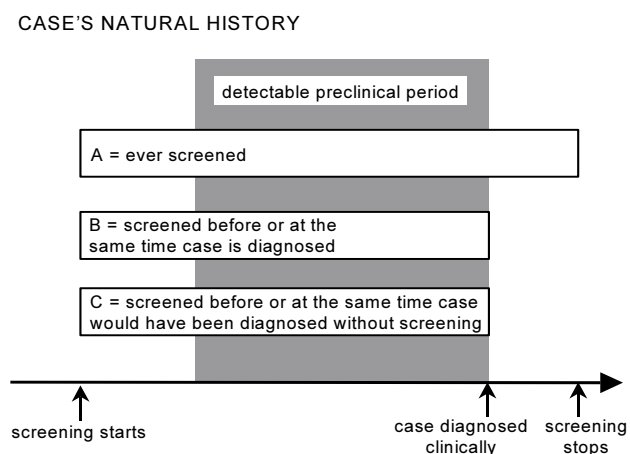 CASE'S NATURAL HISTORY
detectable preclinical period
A = ever screened
B = screened before or at the
same time case is diagnosed
C = screened before or at the same time case
would have been diagnosed without screening
screening starts
case diagnosed
clinically
screening
stops